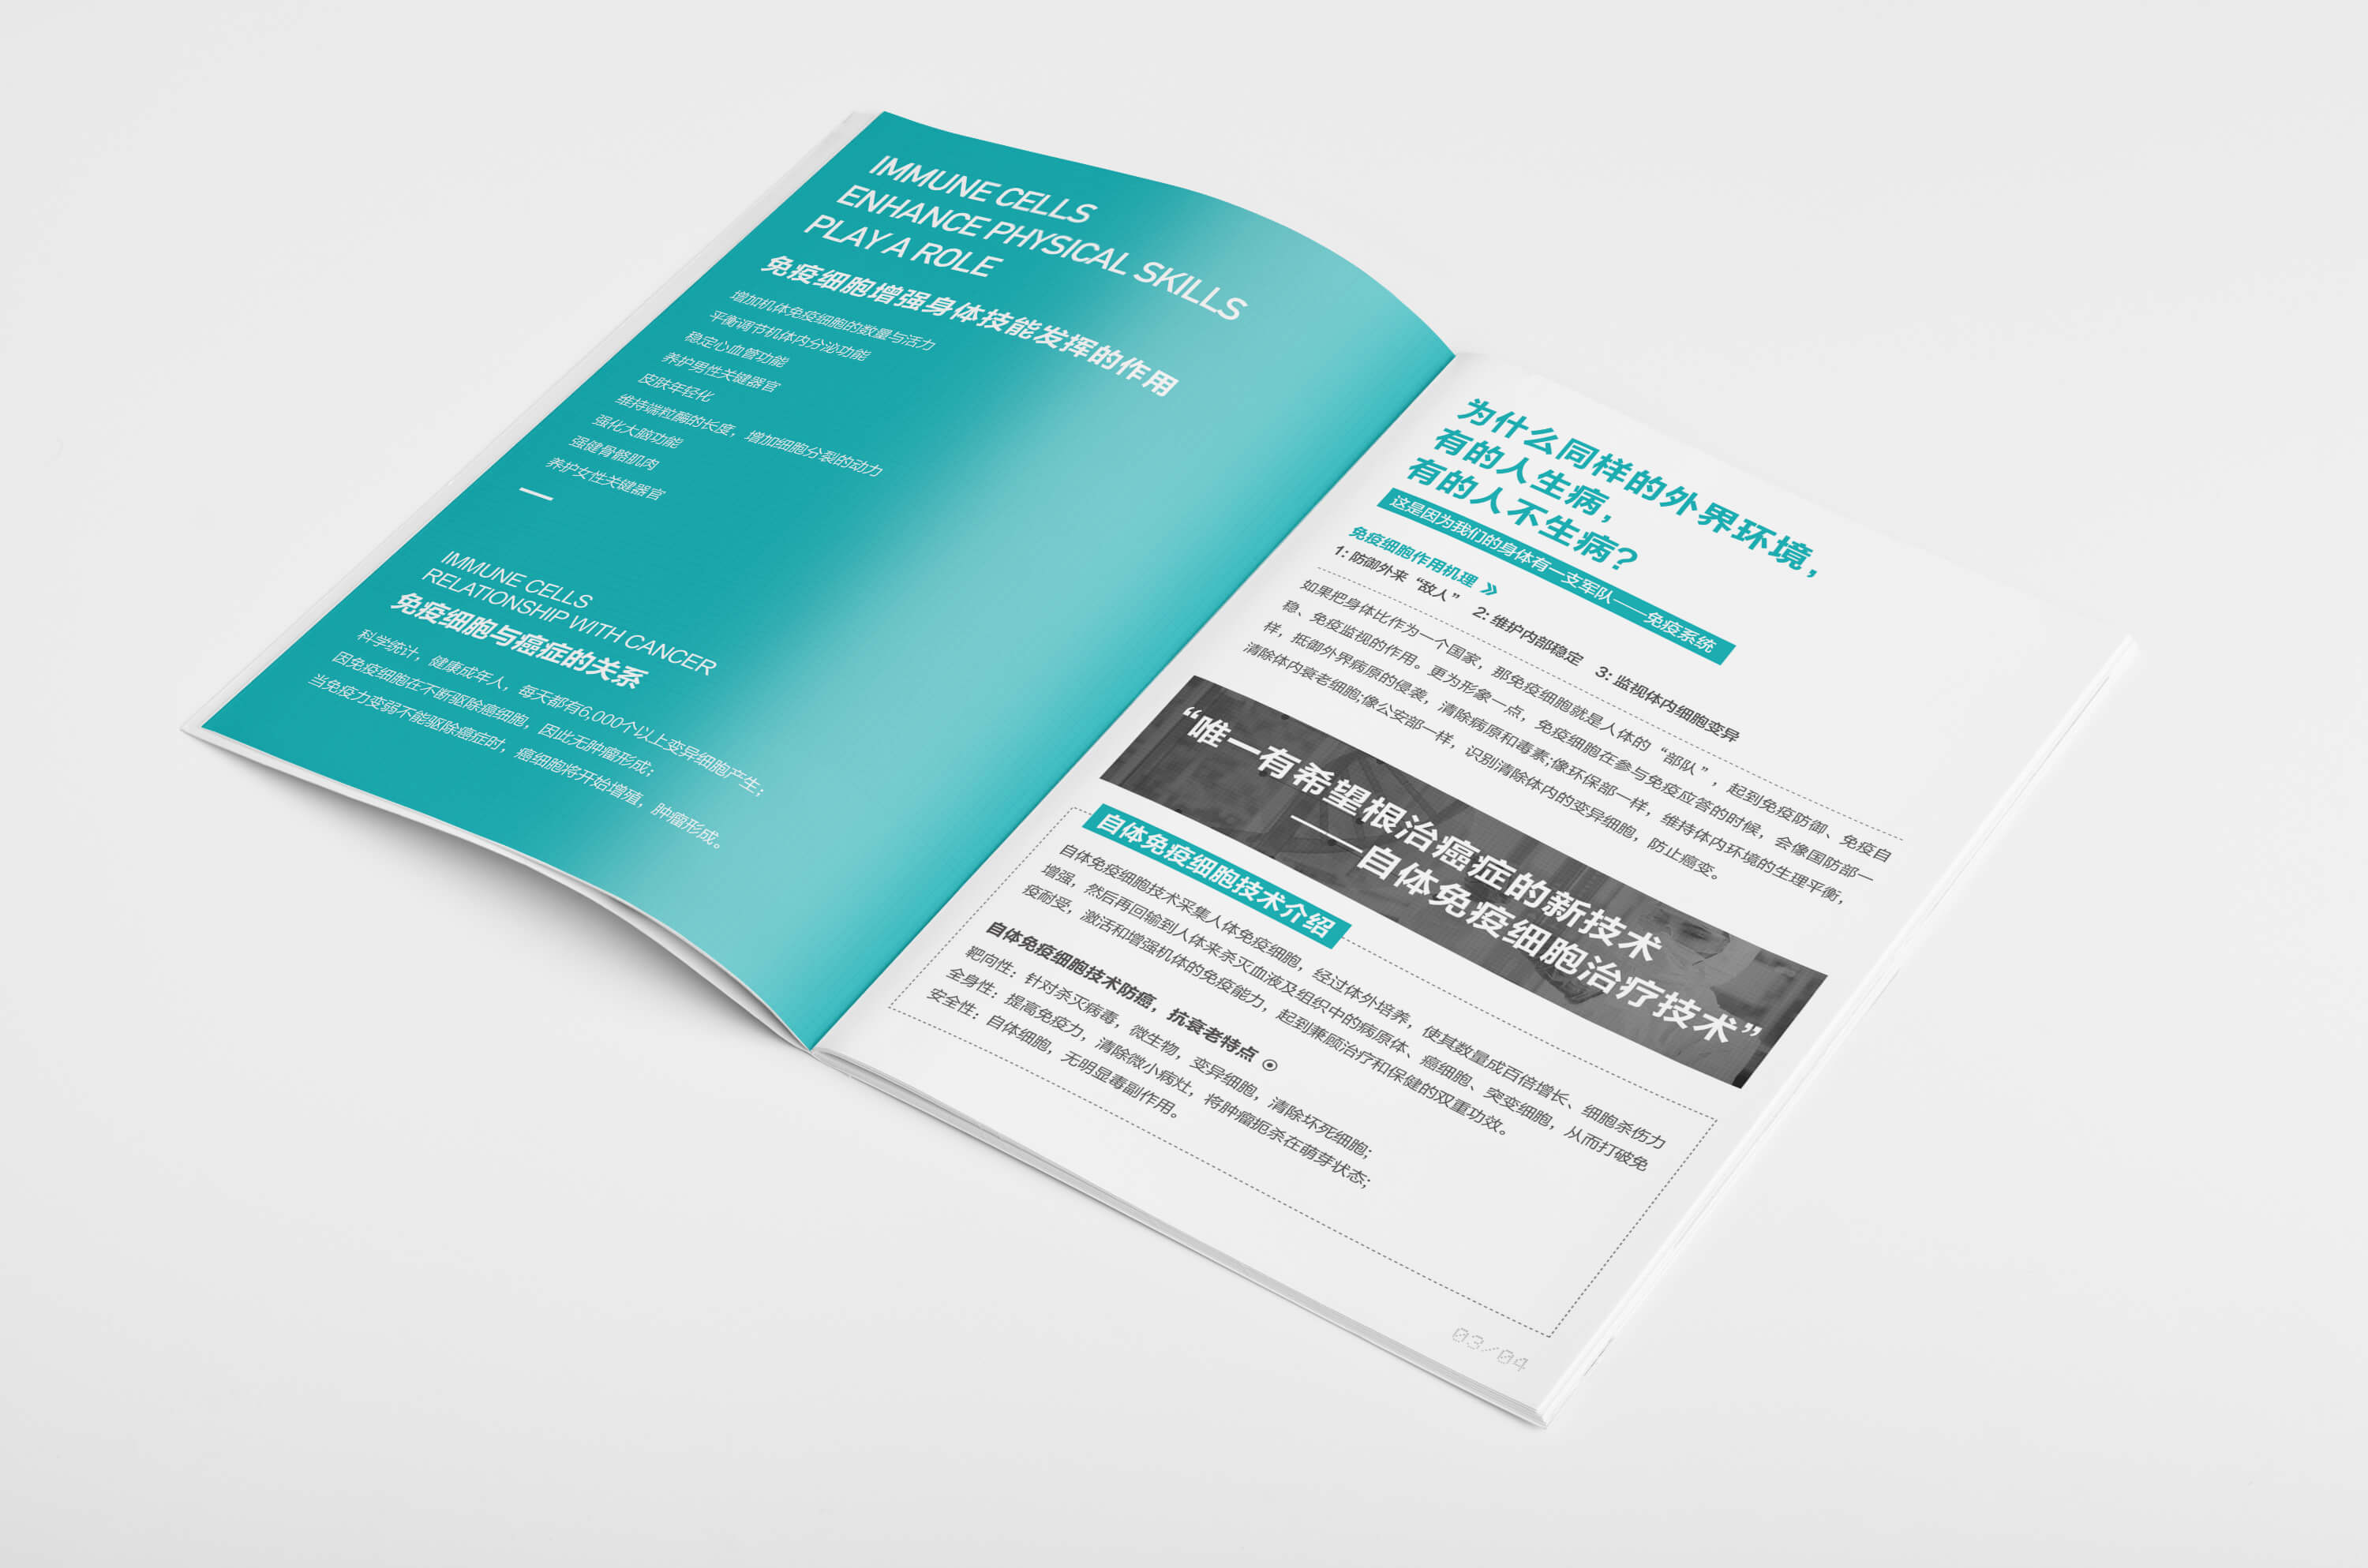 IMMUNE CELLS
ENHANCE PHYSICAL SKILLS
PLAY A ROLE
免疫细胞增强身体技能发挥的作用
增加机体免疫细胞的数量与活力
平衡调节机体内分泌功能
稳定心血管功能
养护男性关键器官
皮肤年轻化
维持端粒酶的长度，增加细胞分裂的动力
强化大脑功能
强健骨骼肌肉
养护女性关键器官
IMMUNE CELLS
RELATIONSHIP WITH CANCER
免疫细胞与癌症的关系
科学统计，健康成年人，每天都有6,000个以上变异细胞产生；
因免疫细胞在不断驱除癌细胞，因此无肿瘤形成；
当免疫力变弱不能驱除癌症时，癌细胞将开始增殖，肿瘤形成。
为什么同样的外界环境，
有的人生病，
有的人不生病？
这是因为我们的身体有一支军队——免疫系统
免疫细胞作用机理 》
1: 防御外来“敌人” 2: 维护内部稳定 3: 监视体内细胞变异
如果把身体比作为一个国家，那免疫细胞就是人体的“部队”，起到免疫防御、免疫自
稳、免疫监视的作用。更为形象一点，免疫细胞在参与免疫应答的时候，会像国防部一
样，抵御外界病原的侵袭，清除病原和毒素;像环保部一样，维持体内环境的生理平衡，
清除体内衰老细胞;像公安部一样，识别清除体内的变异细胞，防止癌变。
“唯一有希望根治癌症的新技术
——自体免疫细胞治疗技术”
自体免疫细胞技术介绍
自体免疫细胞技术采集人体免疫细胞，经过体外培养，使其数量成百倍增长、细胞杀伤力
增强，然后再回输到人体来杀灭血液及组织中的病原体、癌细胞、突变细胞，从而打破免
疫耐受，激活和增强机体的免疫能力，起到兼顾治疗和保健的双重功效。
自体免疫细胞技术防癌，抗衰老特点
靶向性：针对杀灭病毒，微生物，变异细胞，清除坏死细胞；
全身性：提高免疫力，清除微小病灶，将肿瘤扼杀在萌芽状态；
安全性：自体细胞，无明显毒副作用。
03/04